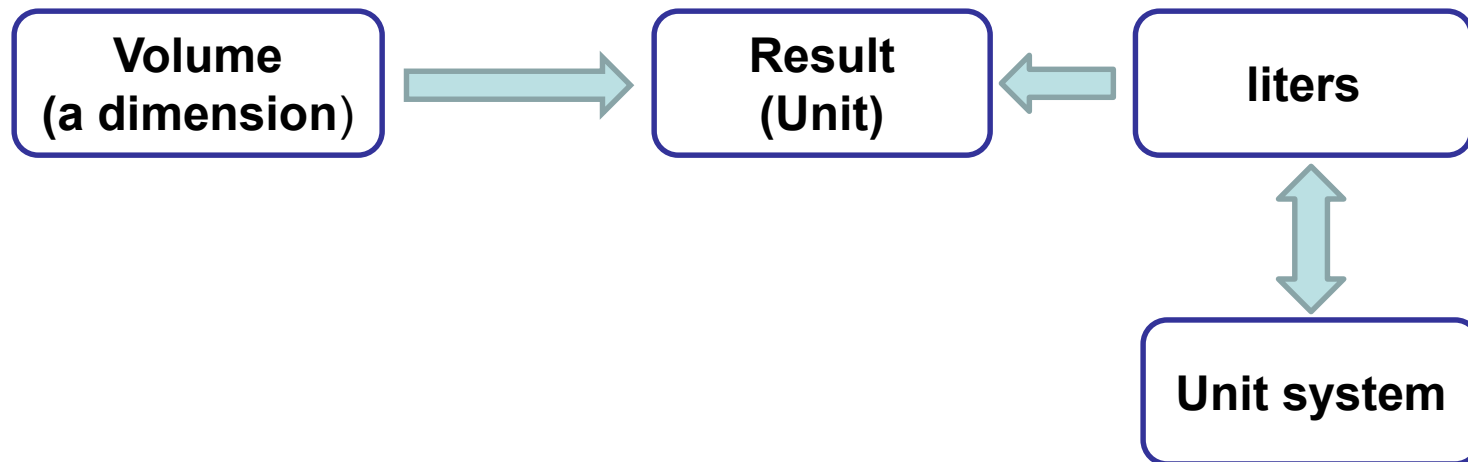 Volume
(a dimension)
Result
(Unit)
liters
Unit system